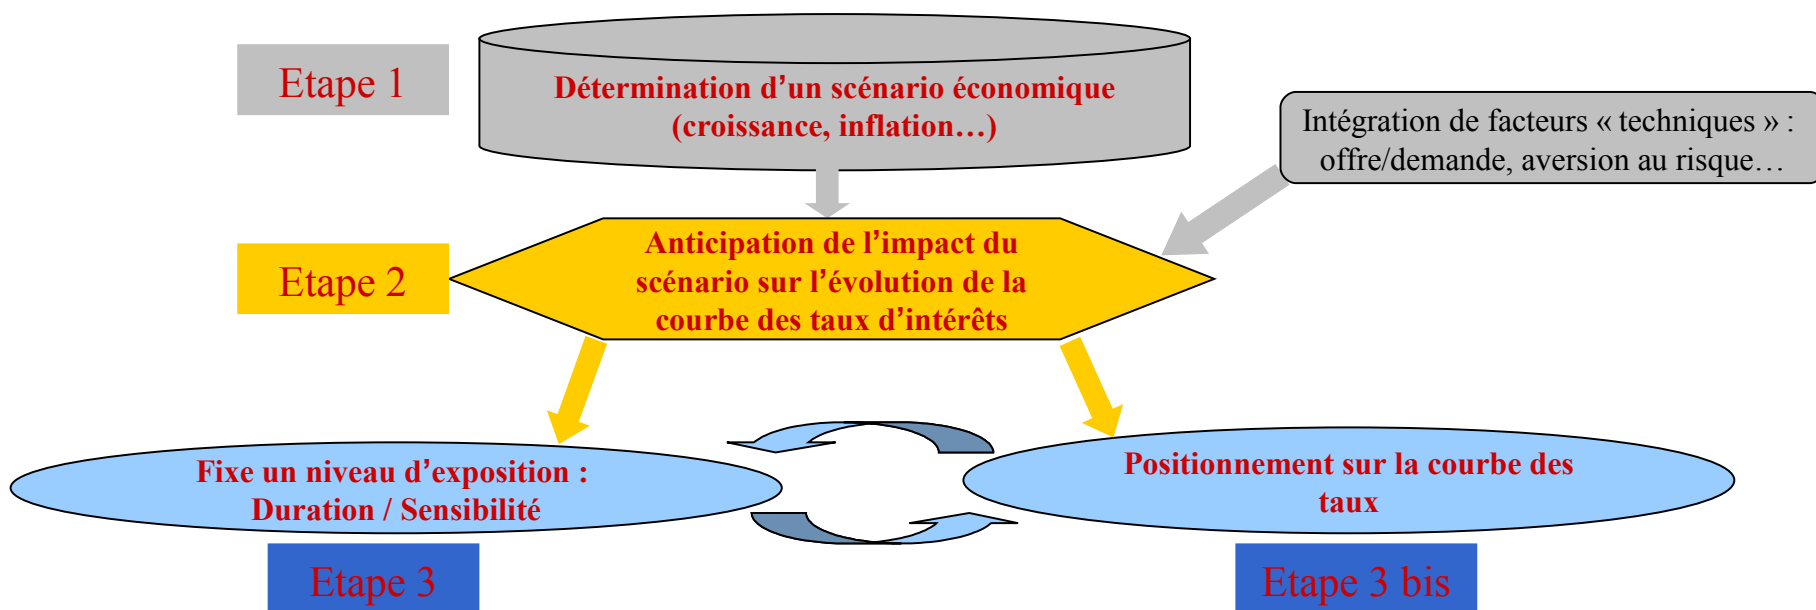 Etape 1
Détermination d’un scénario économique
(croissance, inflation…)
Intégration de facteurs « techniques » :
offre/demande, aversion au risque…
Etape 2
Anticipation de l’impact du
scénario sur l’évolution de la
courbe des taux d’intérêts
Fixe un niveau d’exposition :
Duration / Sensibilité
Positionnement sur la courbe des
taux
Etape 3
Etape 3 bis